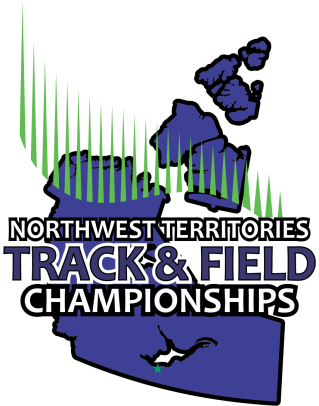 NORTHWEST TERRITORIES
TRACK & FIELD
CHAMPIONSHIPS